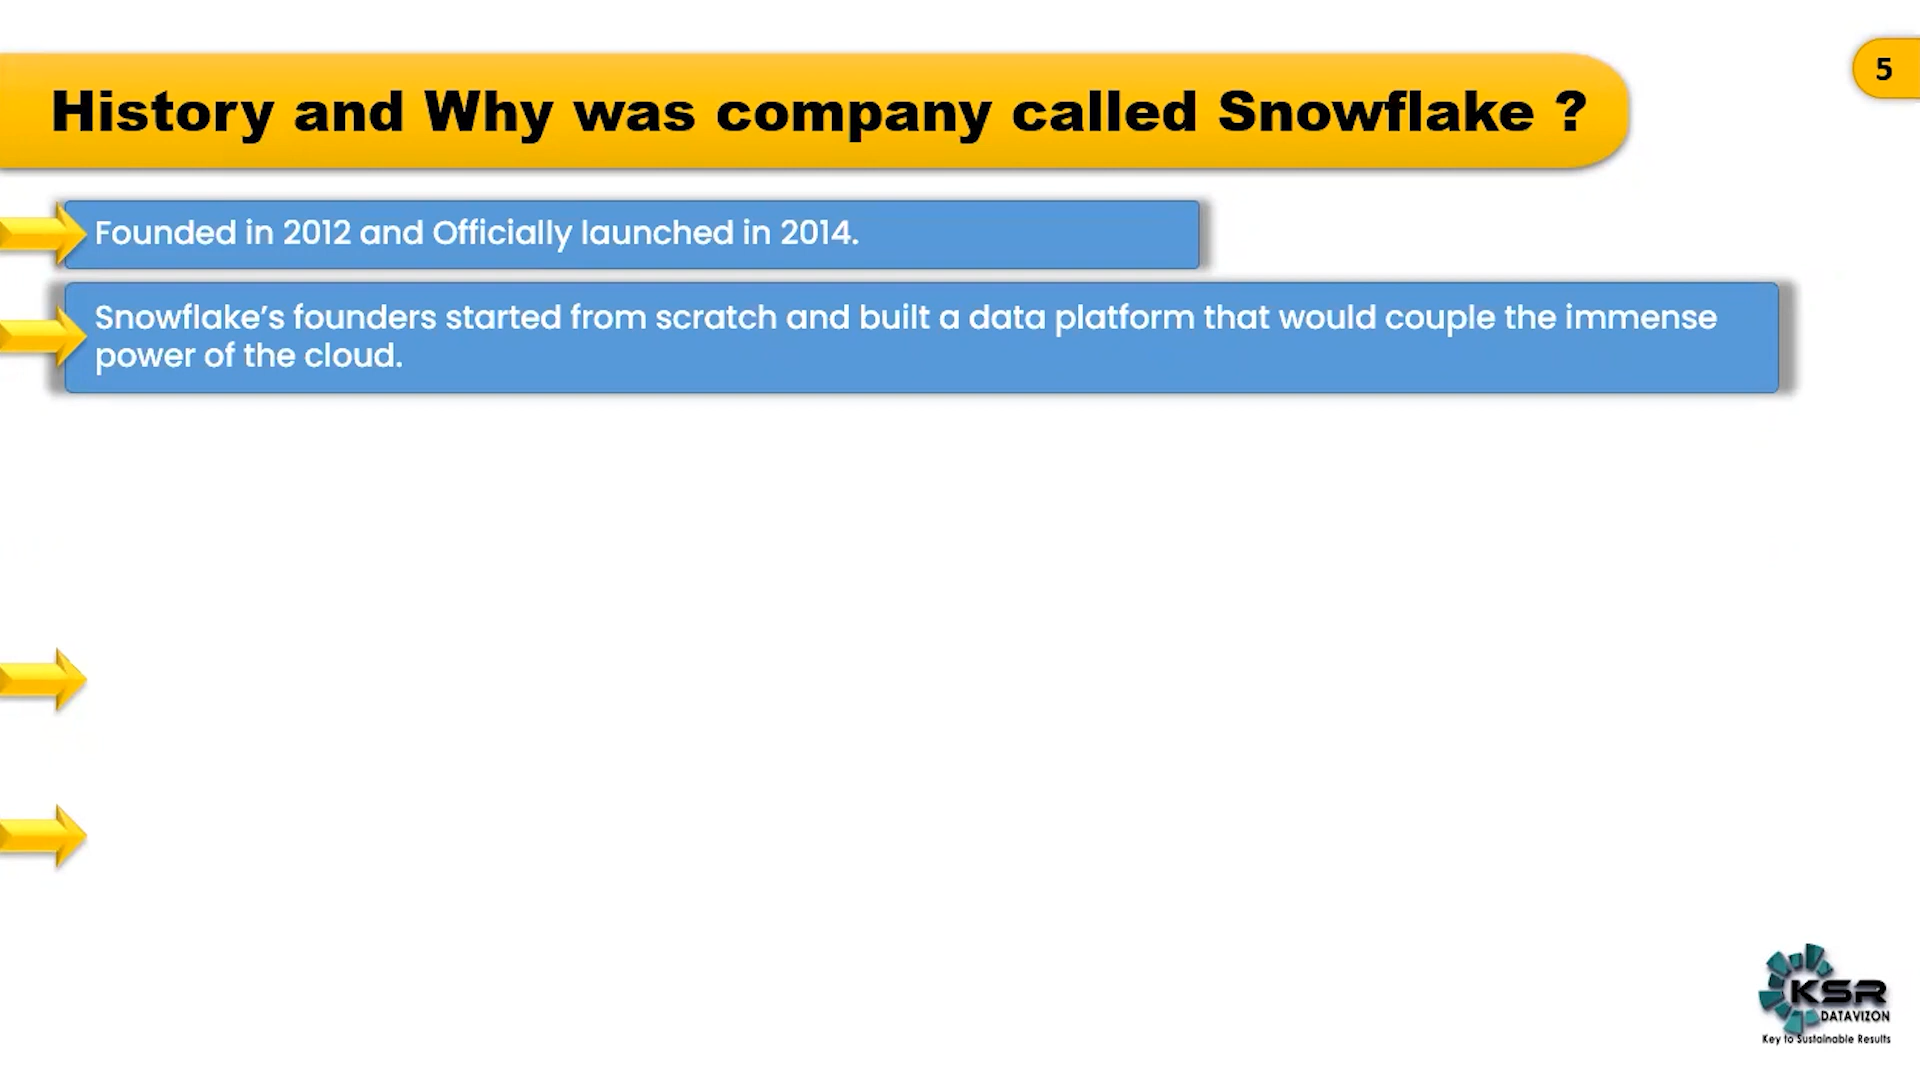 5
History and Why was company called Snowflake ?
Founded in 2012 and Officially launched in 2014.
Snowflake’s founders started from scratch and built a data platform that would couple the immense
power of the cloud.
KSR
DATAVIZON
Key to Sustainable Results